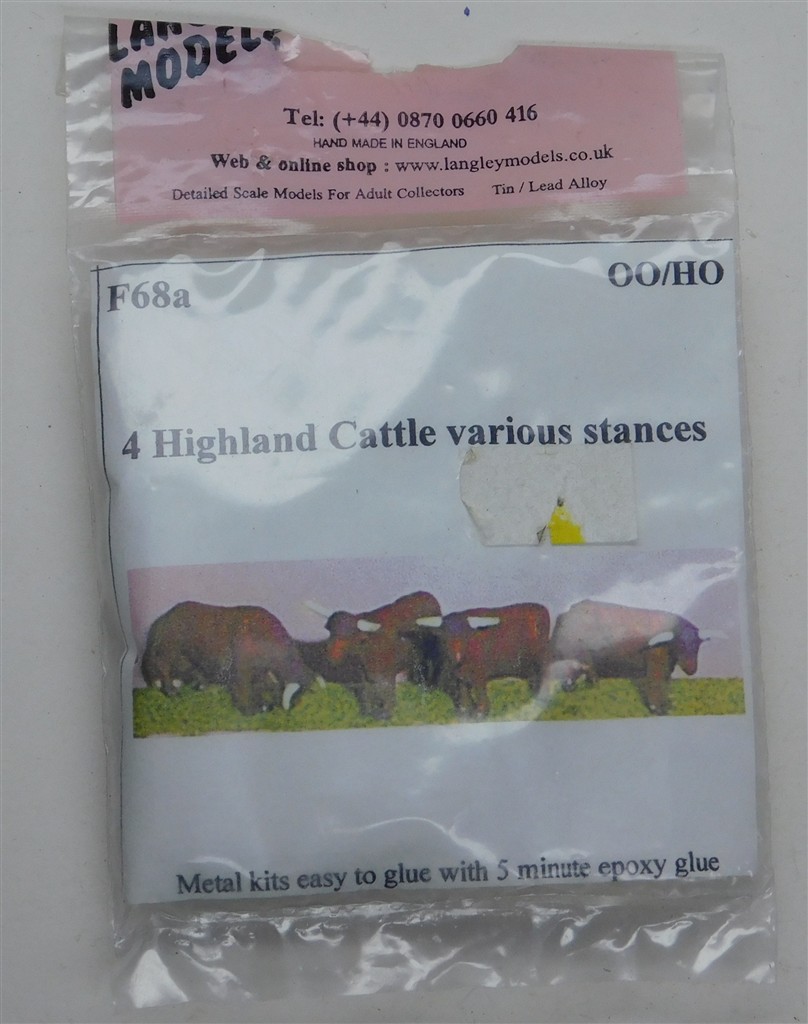 MODELS
Tel: (+44) 0870 0660 416
HAND MADE IN ENGLAND
Web & online shop : www.langleymodels.co.uk
Detailed Scale Models For Adult Collectors Tin / Lead Alloy
F68a OO/HO
4 Highland Cattle various stances
Metal kits easy to glue with 5 minute epoxy glue